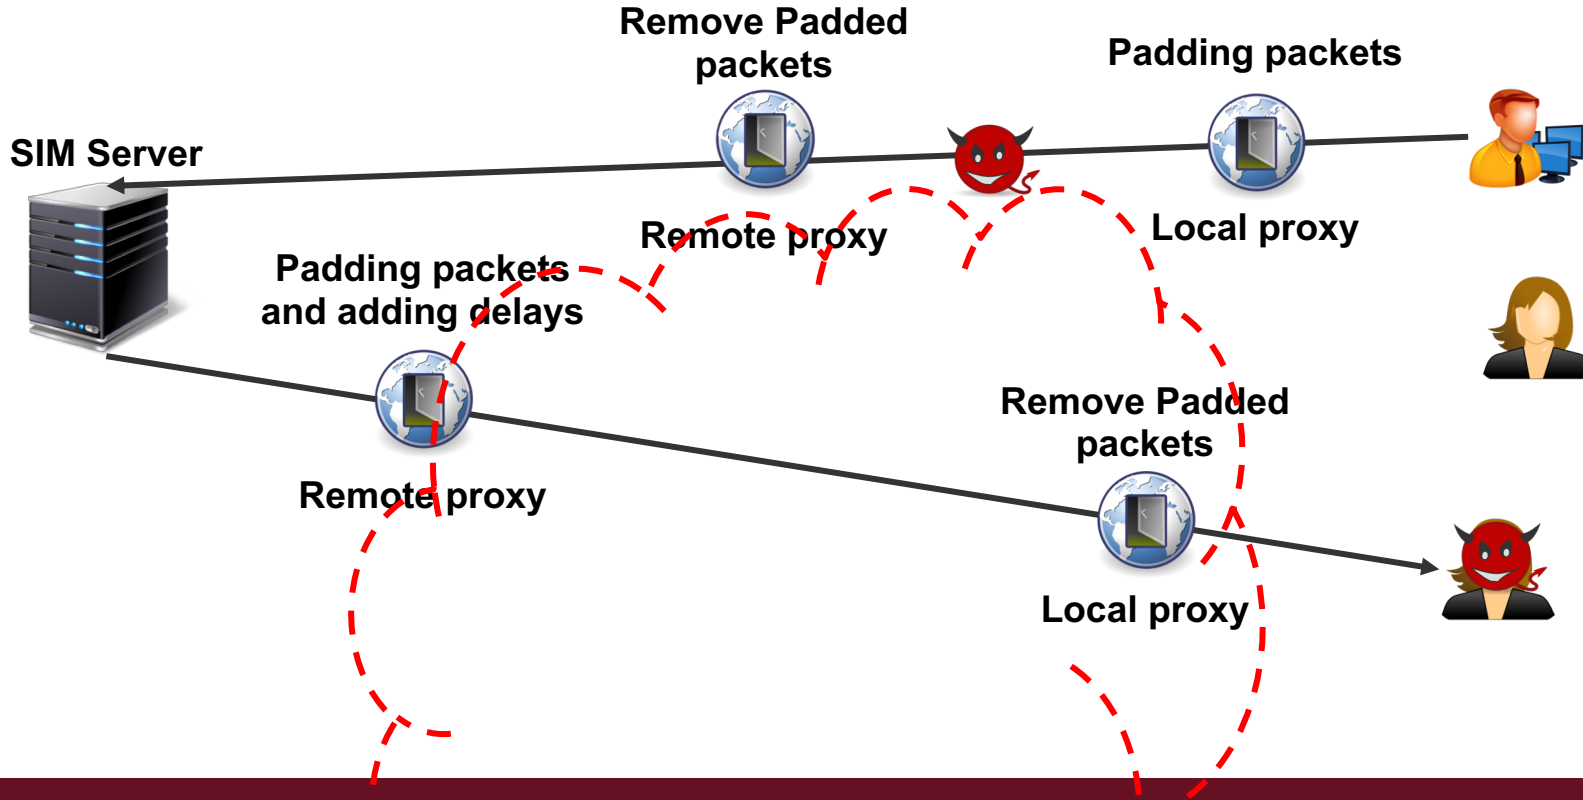 Remove Padded
packets
Padding packets
SIM Server
Remote proxy
Local proxy
Padding packets
and adding delays
Remove Padded
packets
Remote proxy
Local proxy